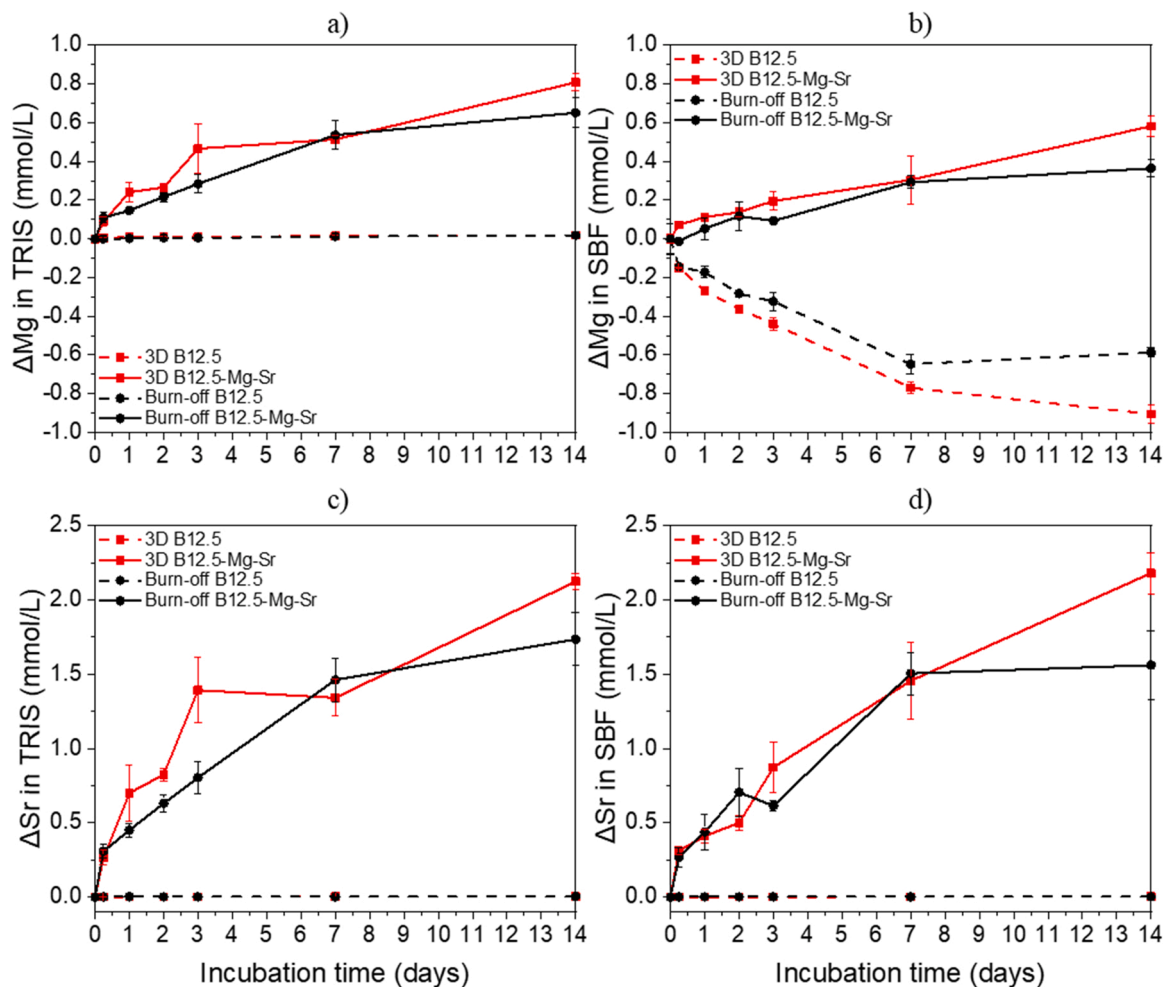 a)
ΔMg in TRIS (mmol/L)
1.0
0.8
0.6
0.4
0.2
0.0
-0.2
-0.4
-0.6
-0.8
-1.0
3D B12.5
3D B12.5-Mg-Sr
Burn-off B12.5
Burn-off B12.5-Mg-Sr
0 1 2 3 4 5 6 7 8 9 10 11 12 13 14
b)
ΔMg in SBF (mmol/L)
1.0
0.8
0.6
0.4
0.2
0.0
-0.2
-0.4
-0.6
-0.8
-1.0
3D B12.5
3D B12.5-Mg-Sr
Burn-off B12.5
Burn-off B12.5-Mg-Sr
0 1 2 3 4 5 6 7 8 9 10 11 12 13 14
c)
ΔSr in TRIS (mmol/L)
2.5
2.0
1.5
1.0
0.5
0.0
3D B12.5
3D B12.5-Mg-Sr
Burn-off B12.5
Burn-off B12.5-Mg-Sr
0 1 2 3 4 5 6 7 8 9 10 11 12 13 14
Incubation time (days)
d)
ΔSr in SBF (mmol/L)
2.5
2.0
1.5
1.0
0.5
0.0
3D B12.5
3D B12.5-Mg-Sr
Burn-off B12.5
Burn-off B12.5-Mg-Sr
0 1 2 3 4 5 6 7 8 9 10 11 12 13 14
Incubation time (days)